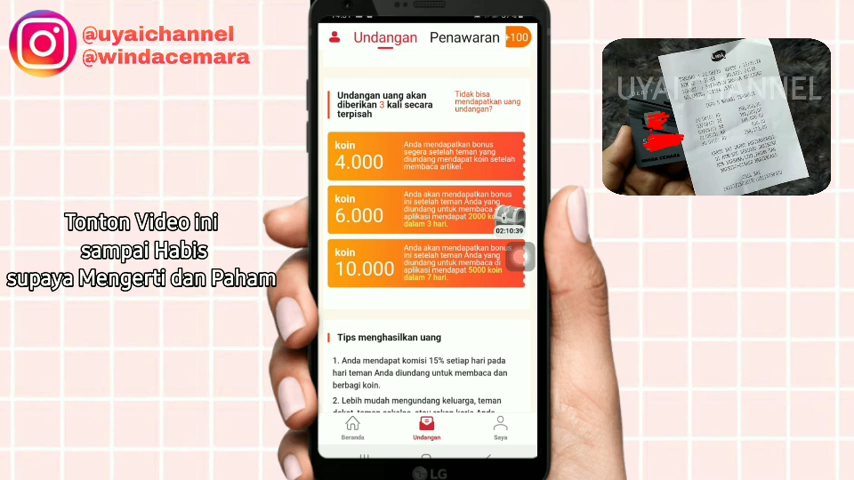 @uyaichannel
@windacemara
Undangan
Penawaran
+100
Undangan uang akan
diberikan 3 kali secara
terpisah
Tidak bisa
mendapatkan uang
undangan?
koin
4.000
Anda mendapatkan bonus
segera setelah teman yang
diundang mendapat koin setelah
membaca artikel.
koin
6.000
Anda akan mendapatkan bonus
ini setelah teman Anda yang
diundang untuk membaca
aplikasi mendapat 2000
dalam 3 hari.
02:10:39
koin
10.000
Anda akan mendapatkan bonus
ini setelah teman Anda yang
diundang untuk membaca di
aplikasi mendapat 5000 koin
dalam 7 hari.
Tips menghasilkan uang
1. Anda mendapat komisi 15% setiap hari pada
hari teman Anda diundang untuk membaca dan
berbagi koin.
2. Lebih mudah mengundang keluarga, teman
Beranda
Undangan
Saya
LG
Tonton Video ini
sampai Habis
supaya Mengerti dan Paham
UYAI CHANNEL